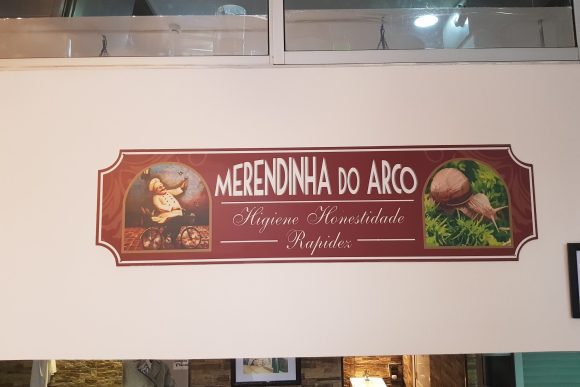 MERENDINHA DO ARCO
Higiene Honestidade
Rapidez